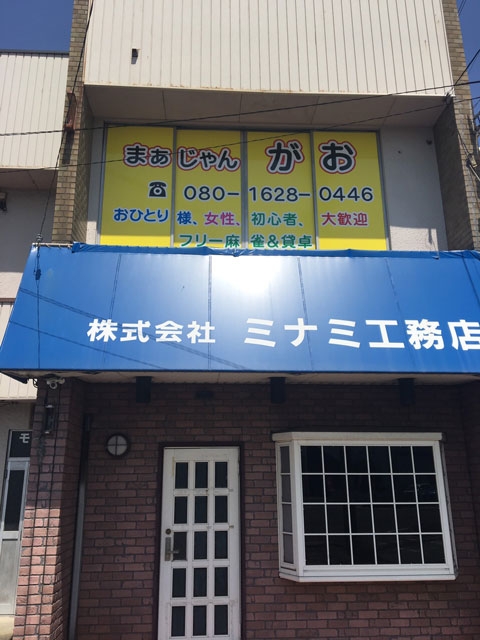 まぁじゃん がお
☎ 080-1628-0446
おひとり様、女性、初心者、大歓迎
フリー麻雀&貸卓
株式会社 ミナミ工務店
モ